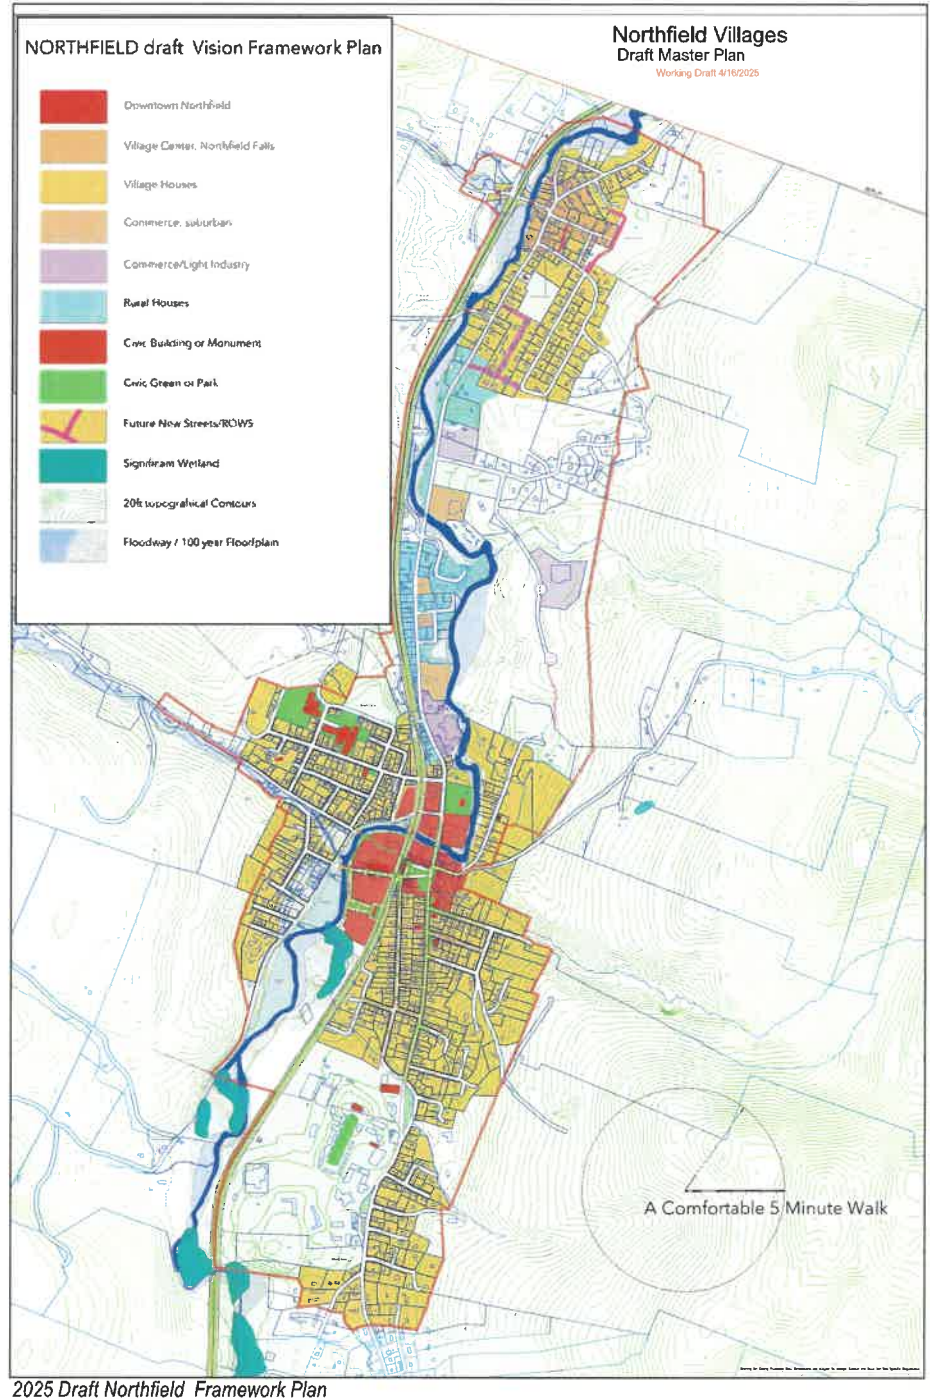 NORTHFIELD draft Vision Framework Plan
Northfield Villages
Draft Master Plan
Working Draft 4/16/2025
Downtown Northfield
Village Center, Northfield Falls
Village Houses
Commerce, suburban
Commerce/Light Industry
Rural Houses
Civic Building or Monument
Civic Green or Park
Future New Streets/ROWS
Significant Wetland
20ft topografical Contours
Floodway / 100 year Floodplain
A Comfortable 5 Minute Walk
2025 Draft Northfield Framework Plan